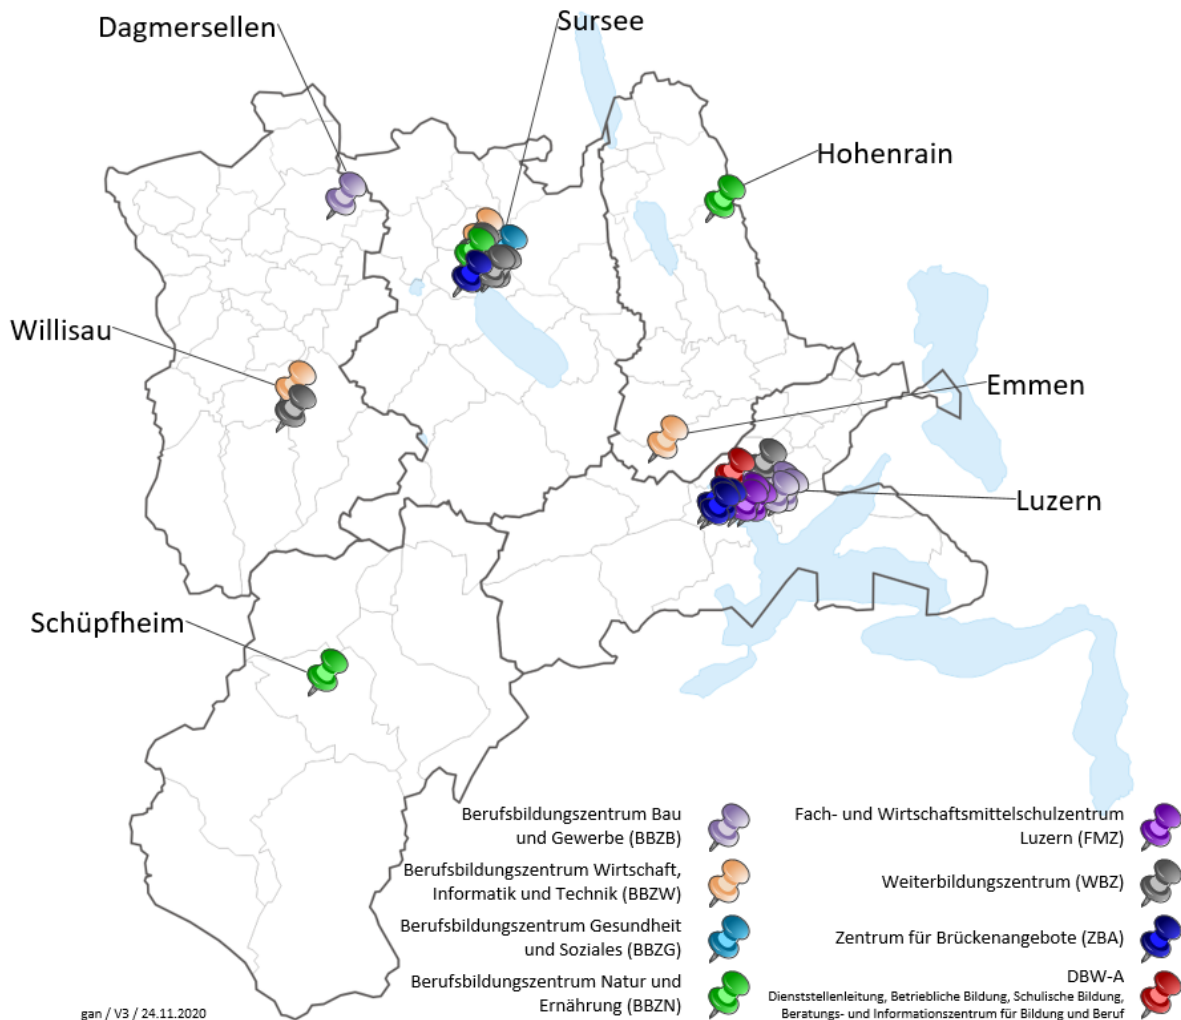 Dagmersellen
Sursee
Hohenrain
Willisau
Emmen
Luzern
Schüpfheim
Berufsbildungszentrum Bau
und Gewerbe (BBZB)
Berufsbildungszentrum Wirtschaft,
Informatik und Technik (BBZW)
Berufsbildungszentrum Gesundheit
und Soziales (BBZG)
Berufsbildungszentrum Natur und
Ernährung (BBZN)
Fach- und Wirtschaftsmittelschulzentrum
Luzern (FMZ)
Weiterbildungszentrum (WBZ)
Zentrum für Brückenangebote (ZBA)
DBW-A
Dienststellenleitung, Betriebliche Bildung, Schulische Bildung,
Beratungs- und Informationszentrum für Bildung und Beruf
gan / V3 / 24.11.2020